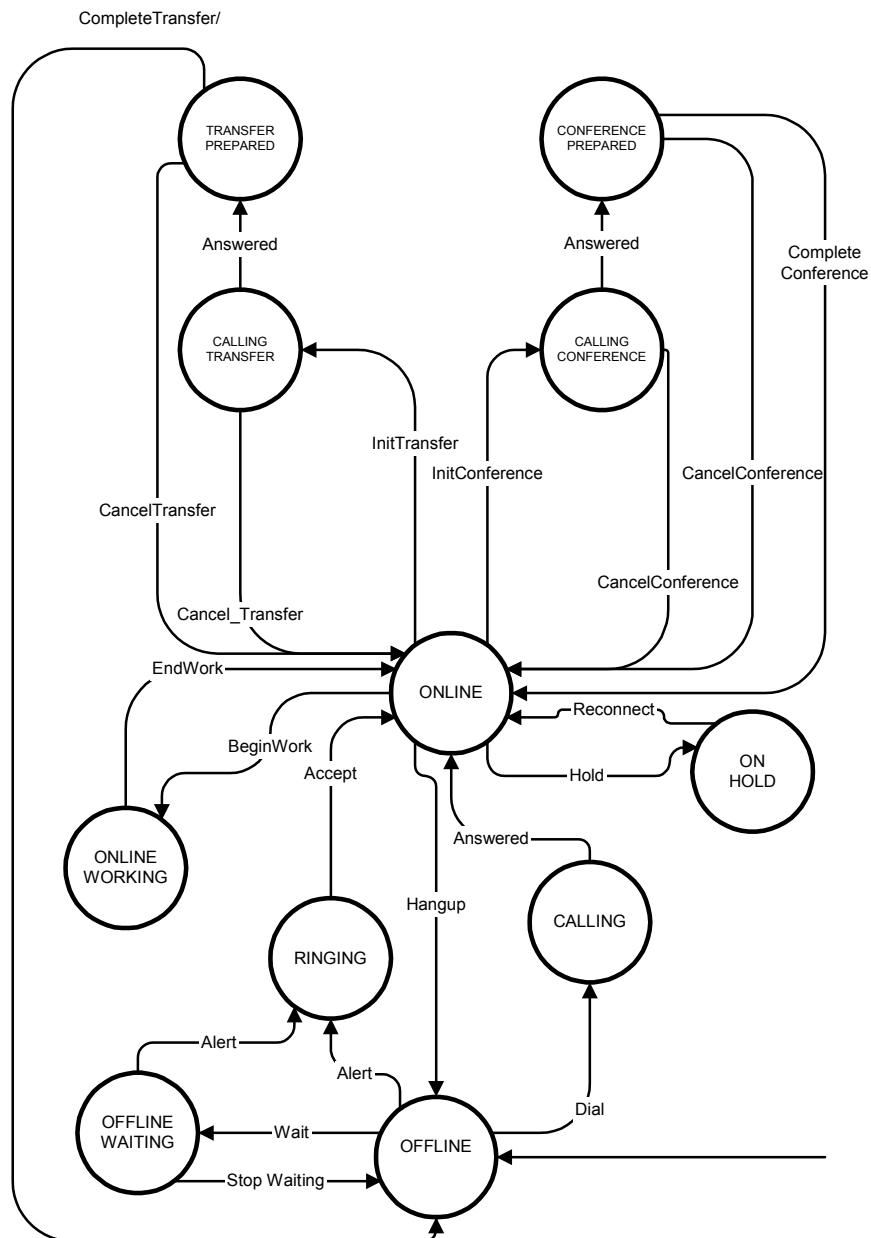 CompleteTransfer/
TRANSFER
PREPARED
CONFERENCE
PREPARED
Answered
Answered
Complete
Conference
CALLING
TRANSFER
CALLING
CONFERENCE
InitTransfer
InitConference
CancelConference
CancelTransfer
CancelConference
Cancel_Transfer
EndWork
ONLINE
Reconnect
BeginWork
Accept
Hold
ON
HOLD
Answered
ONLINE
WORKING
Hangup
CALLING
RINGING
Alert
Alert
Dial
OFFLINE
WAITING
Wait
OFFLINE
Stop Waiting